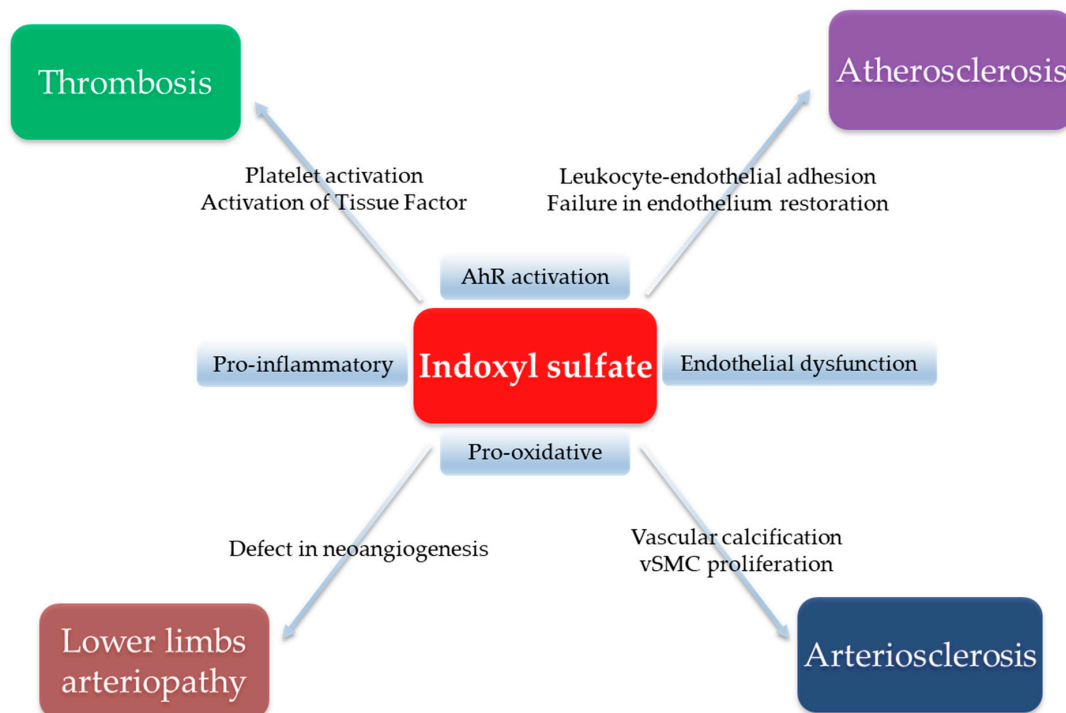 Thrombosis
Atherosclerosis
Platelet activation
Activation of Tissue Factor
Leukocyte-endothelial adhesion
Failure in endothelium restoration
AhR activation
Pro-inflammatory
Indoxyl sulfate
Endothelial dysfunction
Pro-oxidative
Defect in neoangiogenesis
Vascular calcification
vSMC proliferation
Lower limbs
arteriopathy
Arteriosclerosis